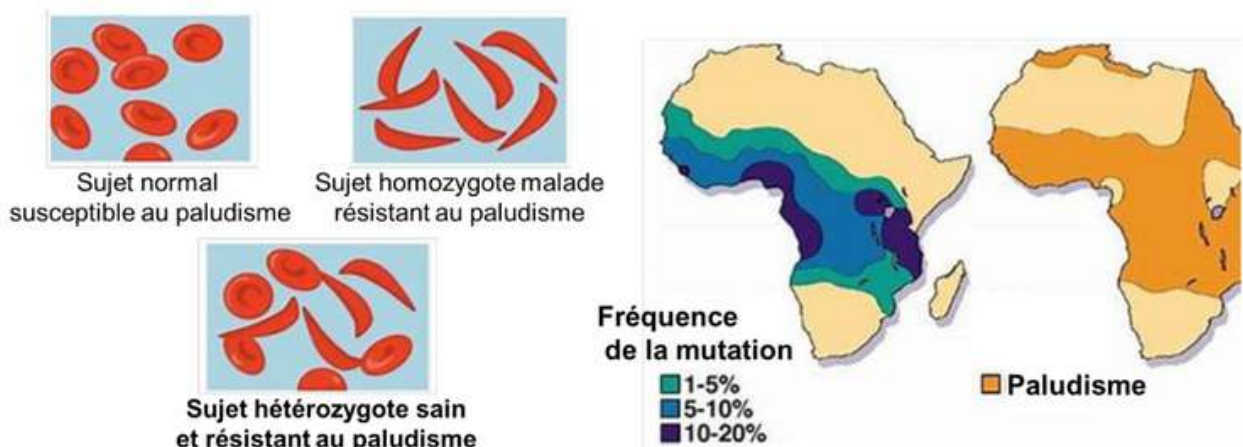 Sujet normal
susceptible au paludisme
Sujet homozygote malade
résistant au paludisme
Sujet hétérozygote sain
et résistant au paludisme
Fréquence
de la mutation
1-5%
5-10%
10-20%
Paludisme